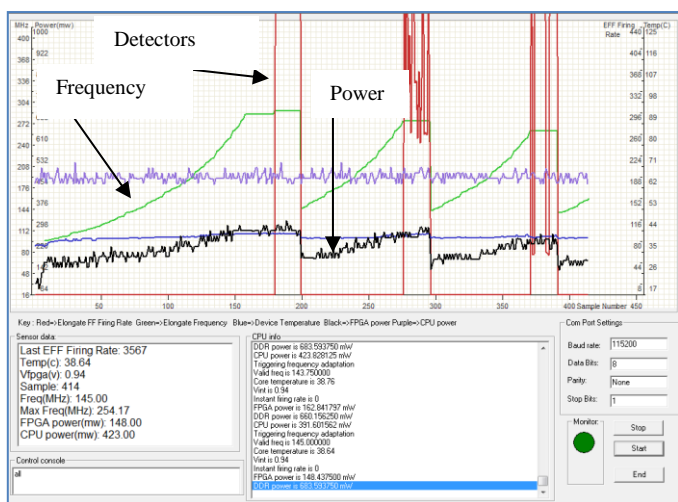 MHz Power(mw)
EFF Firing Temp(C)
Rate
Detectors
Frequency
Power
440 1000 440 125
404 922 404 116
368 368 107
336 336 98
304 296 89
272 610 260 80
208 532 224 71
176 188 62
144 376 152 53
112 116 44
80 80 35
48 142 44 26
16 64 8 17
50 100 150 200 250 300 350 400 450 Sample Number
Key : Red=>Elongate FF Firing Rate Green=>Elongate Frequency Blue=>Device Temperature Black=>FPGA power Purple=>CPU power
Sensor data:
Last EFF Firing Rate: 3567
Temp(c): 38.64
Vfpga(v): 0.94
Sample: 414
Freq(MHz): 145.00
Max Freq(MHz): 254.17
FPGA power(mw): 148.00
CPU power(mw): 423.00
Control console
all
CPU info
DDR power is 683.593750 mW
CPU power is 423.828125 mW
Triggering frequency adaptation
Valid freq is 143.750000
Core temperature is 38.76
Vint is 0.94
Instant firing rate is 0
FPGA power is 162.841797 mW
DDR power is 660.156250 mW
CPU power is 391.601562 mW
Triggering frequency adaptation
Valid freq is 145.000000
Core temperature is 38.64
Vint is 0.94
Instant firing rate is 0
FPGA power is 148.437500 mW
DDR power is 683.593750 mW
Com Port Settings
Baud rate: 115200
Data Bits: 8
Parity: None
Stop Bits: 1
Monitor:
Stop
Start
End